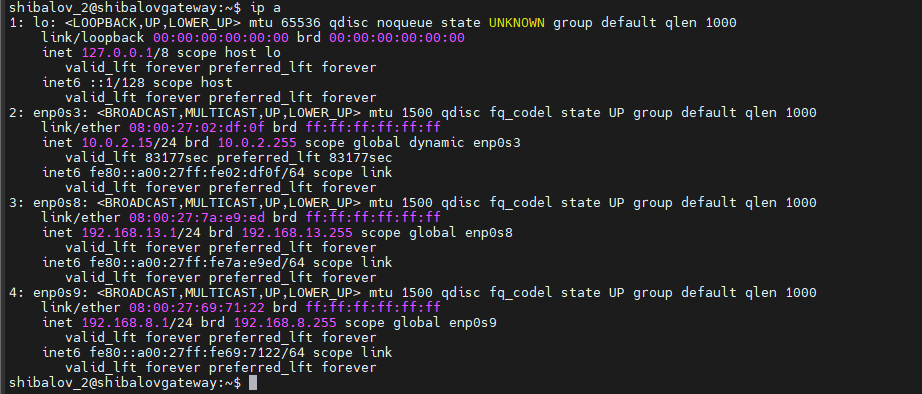 shibalov_2@shibalovgateway:~$ ip a
1: lo: <LOOPBACK,UP,LOWER_UP> mtu 65536 qdisc noqueue state UNKNOWN group default qlen 1000
    link/loopback 00:00:00:00:00:00 brd 00:00:00:00:00:00
    inet 127.0.0.1/8 scope host lo
       valid_lft forever preferred_lft forever
    inet6 ::1/128 scope host
       valid_lft forever preferred_lft forever
2: enp0s3: <BROADCAST,MULTICAST,UP,LOWER_UP> mtu 1500 qdisc fq_codel state UP group default qlen 1000
    link/ether 08:00:27:02:df:0f brd ff:ff:ff:ff:ff:ff
    inet 10.0.2.15/24 brd 10.0.2.255 scope global dynamic enp0s3
       valid_lft 83177sec preferred_lft 83177sec
    inet6 fe80::a00:27ff:fe02:df0f/64 scope link
       valid_lft forever preferred_lft forever
3: enp0s8: <BROADCAST,MULTICAST,UP,LOWER_UP> mtu 1500 qdisc fq_codel state UP group default qlen 1000
    link/ether 08:00:27:7a:e9:ed brd ff:ff:ff:ff:ff:ff
    inet 192.168.13.1/24 brd 192.168.13.255 scope global enp0s8
       valid_lft forever preferred_lft forever
    inet6 fe80::a00:27ff:fe7a:e9ed/64 scope link
       valid_lft forever preferred_lft forever
4: enp0s9: <BROADCAST,MULTICAST,UP,LOWER_UP> mtu 1500 qdisc fq_codel state UP group default qlen 1000
    link/ether 08:00:27:69:71:22 brd ff:ff:ff:ff:ff:ff
    inet 192.168.8.1/24 brd 192.168.8.255 scope global enp0s9
       valid_lft forever preferred_lft forever
    inet6 fe80::a00:27ff:fe69:7122/64 scope link
       valid_lft forever preferred_lft forever
shibalov_2@shibalovgateway:~$